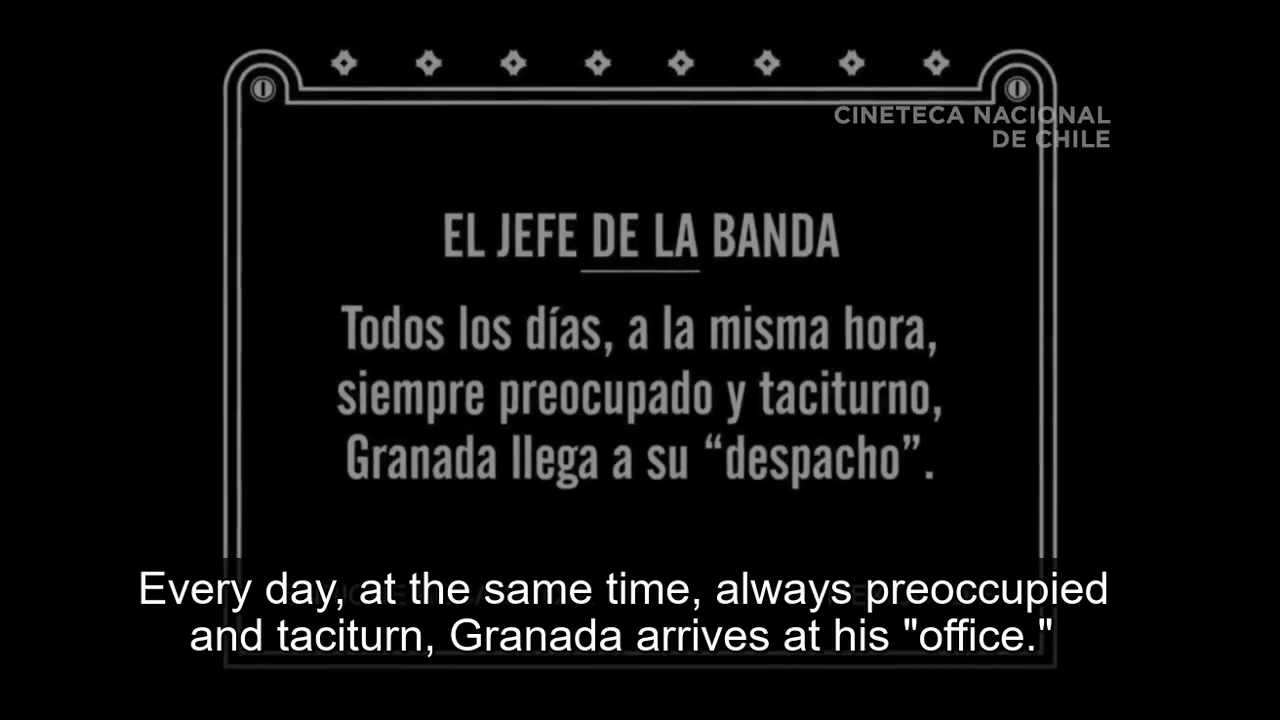 CINETECA NACIONAL
DE CHILE
EL JEFE DE LA BANDA
Todos los días, a la misma hora,
siempre preocupado y taciturno,
Granada llega a su “despacho”.
Every day, at the same time, always preoccupied
and taciturn, Granada arrives at his "office."